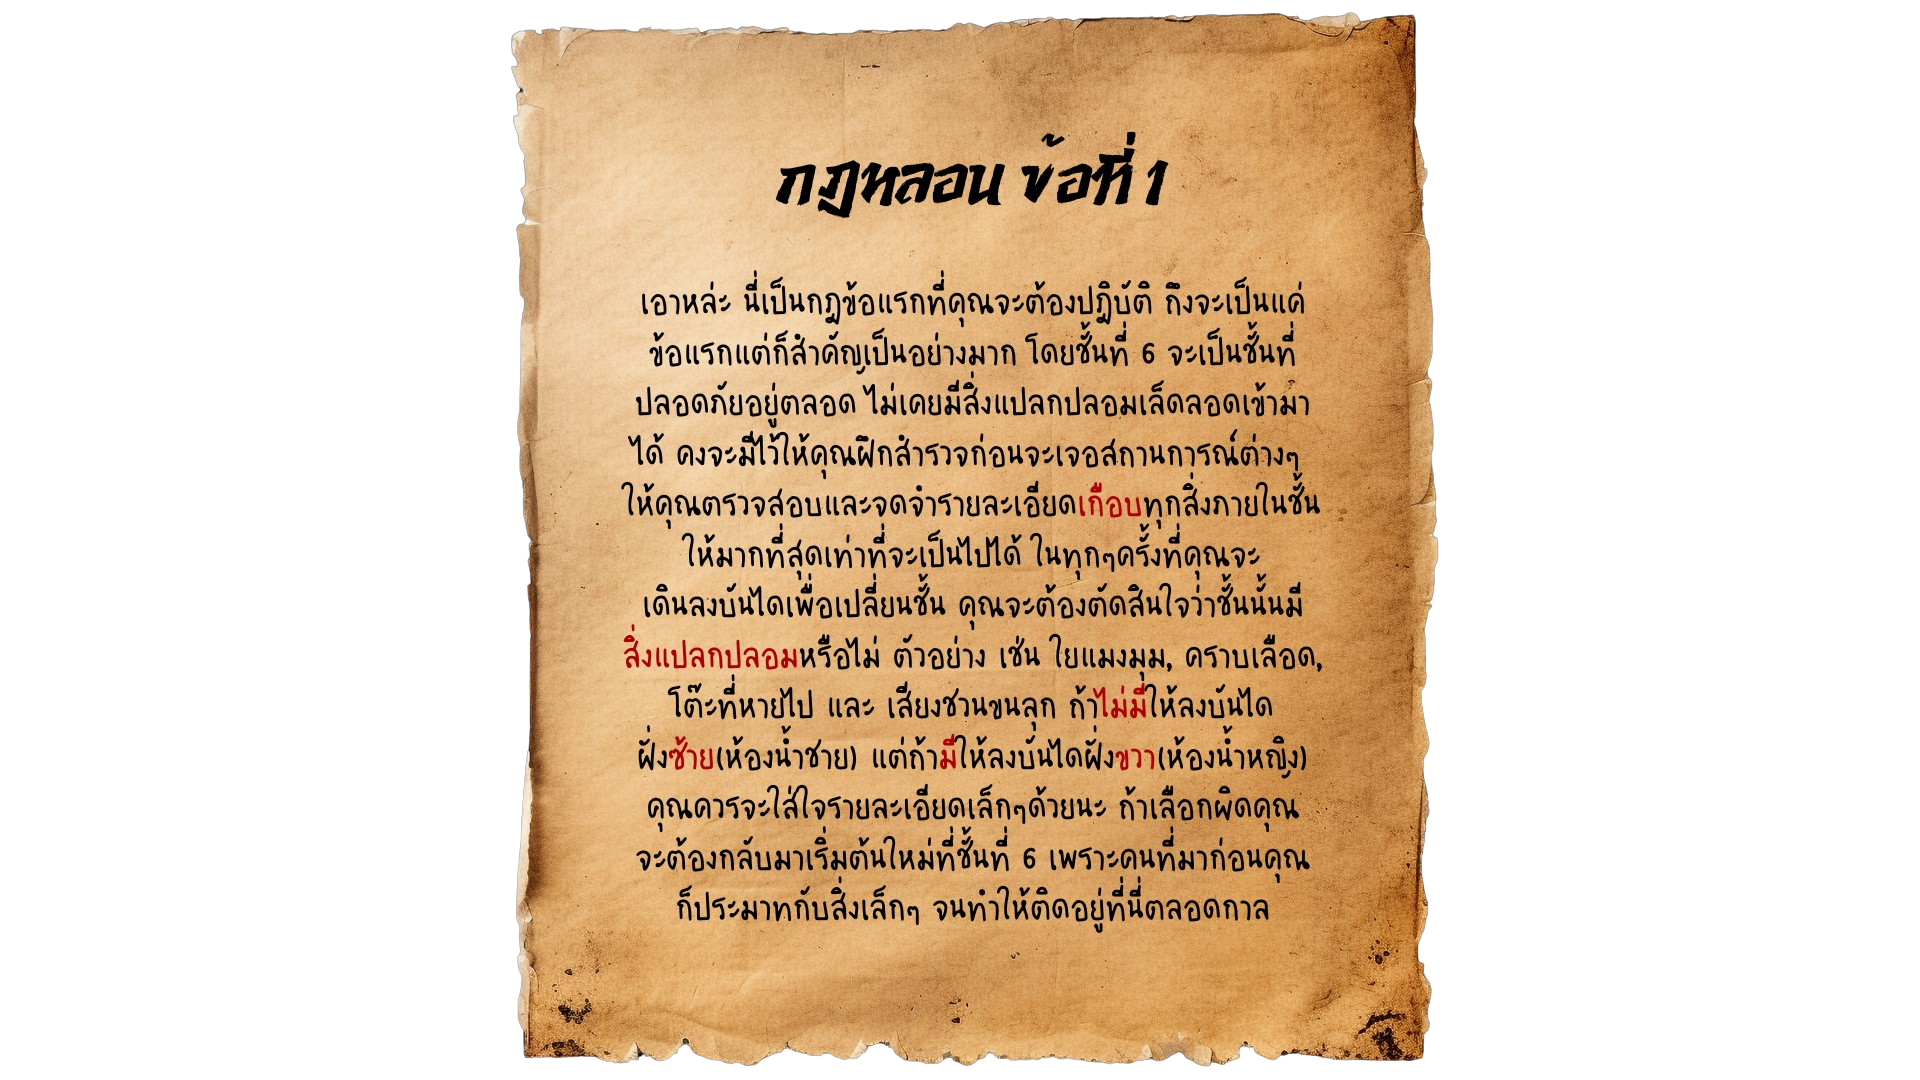 กฎหลอน ข้อที่ 1
เอาหล่ะ นี่เป็นกฎข้อแรกที่คุณจะต้องปฎิบัติ ถึงจะเป็นแค่
ข้อแรกแต่ก็สำคัญเป็นอย่างมาก โดยชั้นที่ 6 จะเป็นชั้นที่
ปลอดภัยอยู่ตลอด ไม่เคยมีสิ่งแปลกปลอมเล็ดลอดเข้ามา
ได้ คงจะมีไว้ให้คุณฝึกสำรวจก่อนจะเจอสถานการณ์ต่างๆ
ให้คุณตรวจสอบและจดจำรายละเอียดเกือบทุกสิ่งภายในชั้น
ให้มากที่สุดเท่าที่จะเป็นไปได้ ในทุกๆครั้งที่คุณจะ
เดินลงบันไดเพื่อเปลี่ยนชั้น คุณจะต้องตัดสินใจว่าชั้นนั้นมี
สิ่งแปลกปลอมหรือไม่ ตัวอย่าง เช่น ใยแมงมุม, คราบเลือด,
โต๊ะที่หายไป และ เสียงชวนขนลุก ถ้าไม่มีให้ลงบันได
ฝั่งซ้าย(ห้องน้ำชาย) แต่ถ้ามีให้ลงบันไดฝั่งขวา(ห้องน้ำหญิง)
คุณควรจะใส่ใจรายละเอียดเล็กๆด้วยนะ ถ้าเลือกผิดคุณ
จะต้องกลับมาเริ่มต้นใหม่ที่ชั้นที่ 6 เพราะคนที่มาก่อนคุณ
ก็ประมาทกับสิ่งเล็กๆ จนทำให้ติดอยู่ที่นี่ตลอดกาล